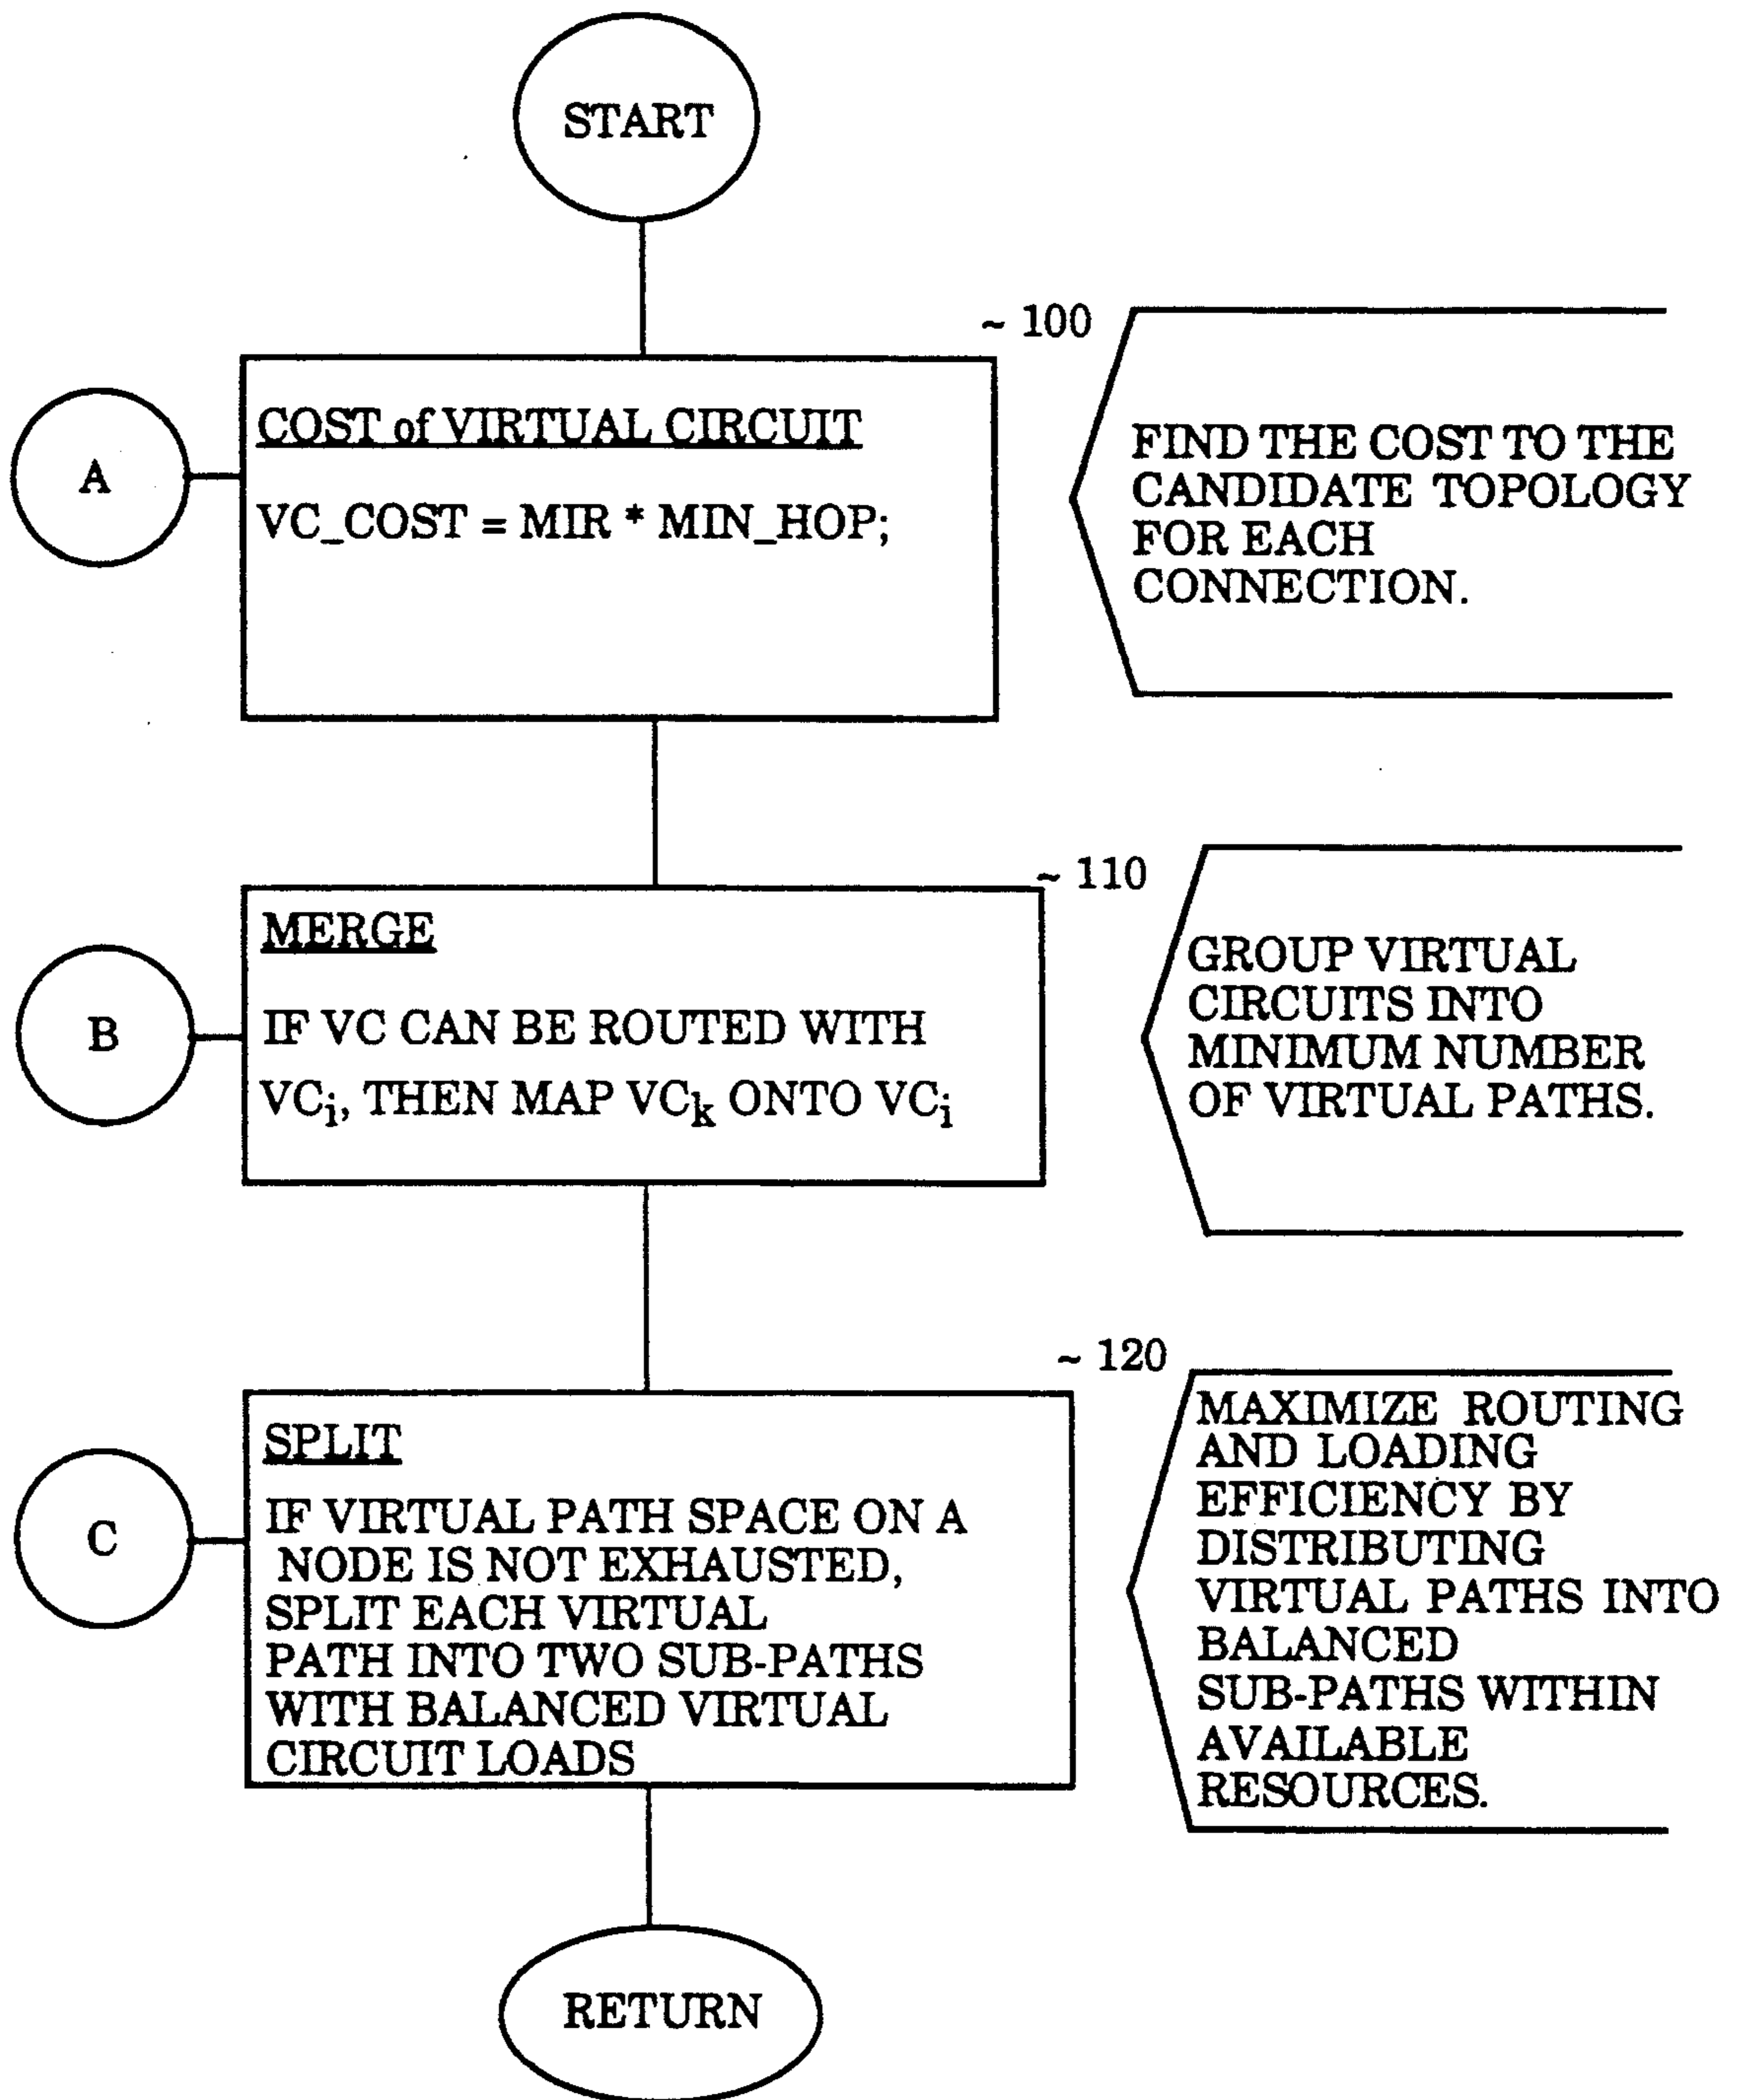 START
~ 100
A
COST of VIRTUAL CIRCUIT
VC_COST = MIR * MIN_HOP;
FIND THE COST TO THE
CANDIDATE TOPOLOGY
FOR EACH
CONNECTION.
~ 110
B
MERGE
IF VC CAN BE ROUTED WITH
VCi, THEN MAP VCk ONTO VCi
GROUP VIRTUAL
CIRCUITS INTO
MINIMUM NUMBER
OF VIRTUAL PATHS.
~ 120
C
SPLIT
IF VIRTUAL PATH SPACE ON A
NODE IS NOT EXHAUSTED,
SPLIT EACH VIRTUAL
PATH INTO TWO SUB-PATHS
WITH BALANCED VIRTUAL
CIRCUIT LOADS
MAXIMIZE ROUTING
AND LOADING
EFFICIENCY BY
DISTRIBUTING
VIRTUAL PATHS INTO
BALANCED
SUB-PATHS WITHIN
AVAILABLE
RESOURCES.
RETURN